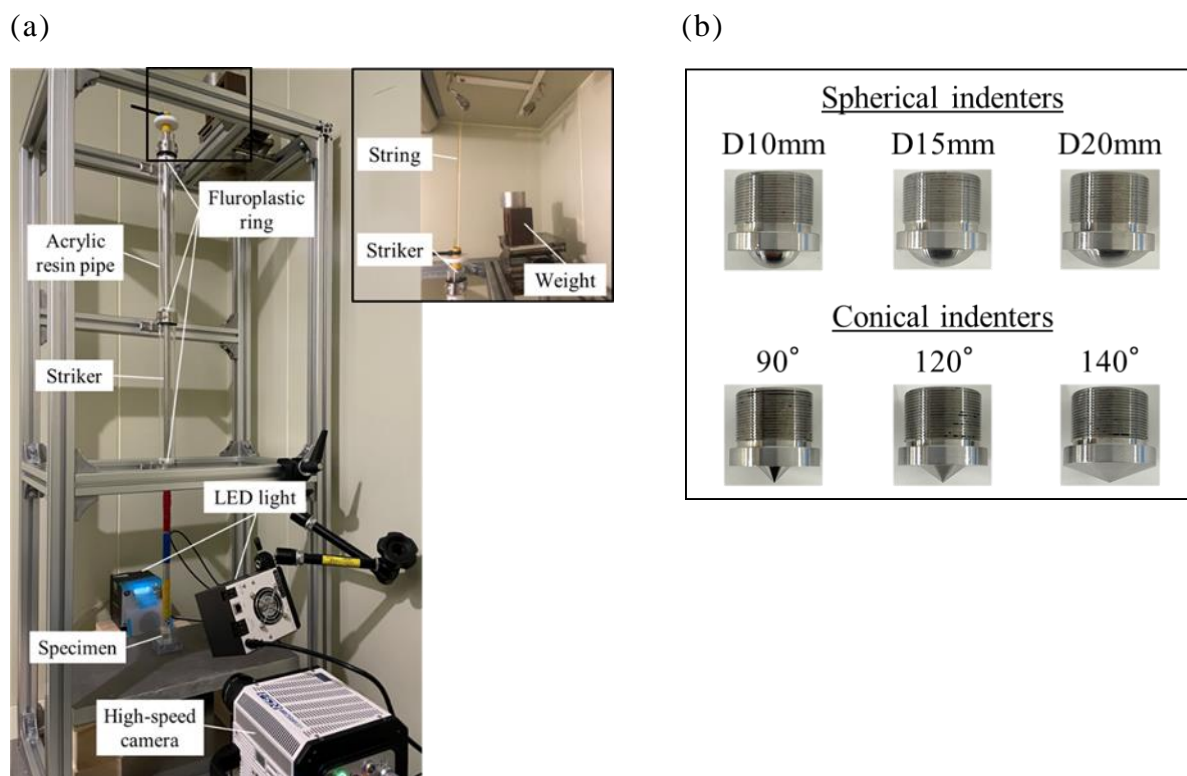 (a)
(b)
String
Fluroplastic
ring
Acrylic
resin pipe
Striker
Weight
Striker
LED light
Specimen
High-speed
camera
Spherical indenters
D10mm D15mm D20mm
Conical indenters
90° 120° 140°